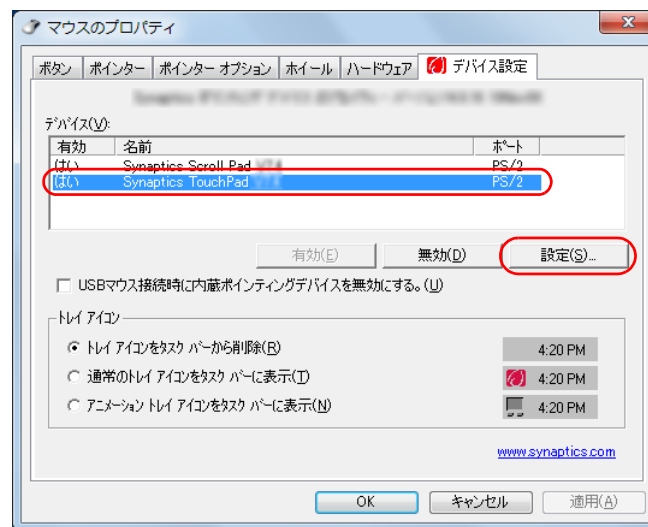 マウスのプロパティ
ボタン ポインター ポインター オプション ホイール ハードウェア デバイス設定
デバイス(V):
有効 名前 ポート
はい Synaptics Scroll Pad PS/2
はい Synaptics TouchPad PS/2
有効(E) 無効(D) 設定(S)...
USBマウス接続時に内蔵ポインティングデバイスを無効にする。(U)
トレイ アイコン
トレイ アイコンをタスク バーから削除(R) 4:20 PM
通常のトレイ アイコンをタスク バーに表示(T) 4:20 PM
アニメーション トレイ アイコンをタスク バーに表示(N) 4:20 PM
www.synaptics.com
OK キャンセル 適用(A)